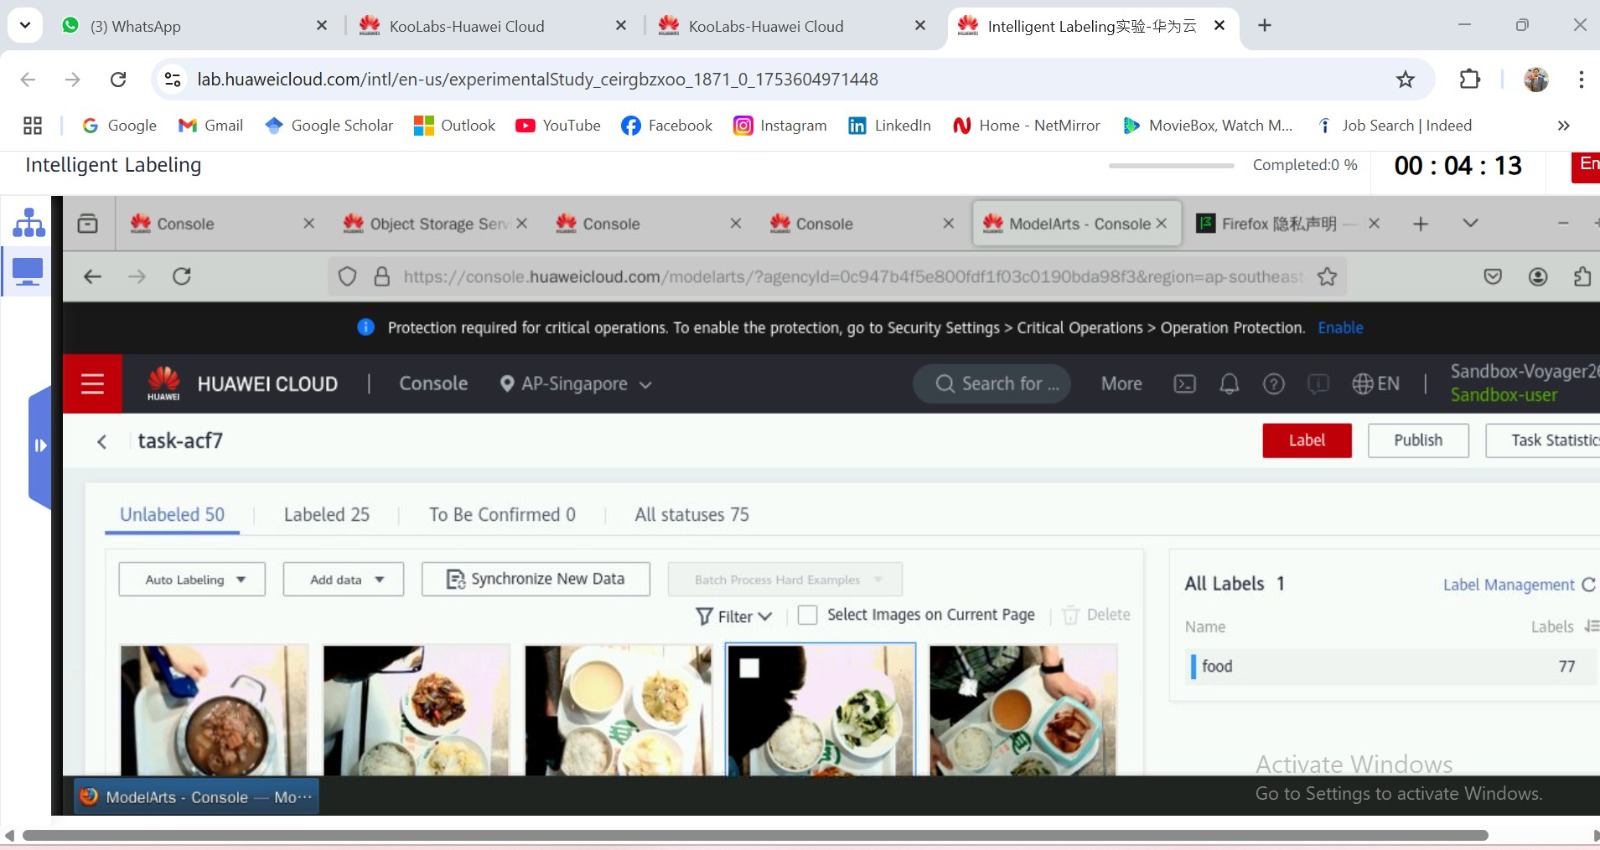 (3) WhatsApp
KooLabs-Huawei Cloud
KooLabs-Huawei Cloud
Intelligent Labeling实验-华为云
lab.huaweicloud.com/intl/en-us/experimentalStudy_ceirgbzxoo_1871_0_1753604971448
Google
Gmail
Google Scholar
Outlook
YouTube
Facebook
Instagram
LinkedIn
Home - NetMirror
MovieBox, Watch M...
Job Search | Indeed
Intelligent Labeling
Completed:0 %
00 : 04 : 13
En
Console
Object Storage Serv
Console
Console
ModelArts - Console
Firefox 隐私声明 —
https://console.huaweicloud.com/modelarts/?agencyId=0c947b4f5e800fdf1f03c0190bda98f3&region=ap-southeast
Protection required for critical operations. To enable the protection, go to Security Settings > Critical Operations > Operation Protection. Enable
HUAWEI
HUAWEI CLOUD
Console
AP-Singapore
Search for ...
More
EN
Sandbox-Voyager26
Sandbox-user
task-acf7
Label
Publish
Task Statistics
Unlabeled 50
Labeled 25
To Be Confirmed 0
All statuses 75
Auto Labeling
Add data
Synchronize New Data
Batch Process Hard Examples
Filter
Select Images on Current Page
Delete
All Labels 1
Label Management
Name
Labels
food
77
Activate Windows
Go to Settings to activate Windows.
ModelArts - Console — Mo···